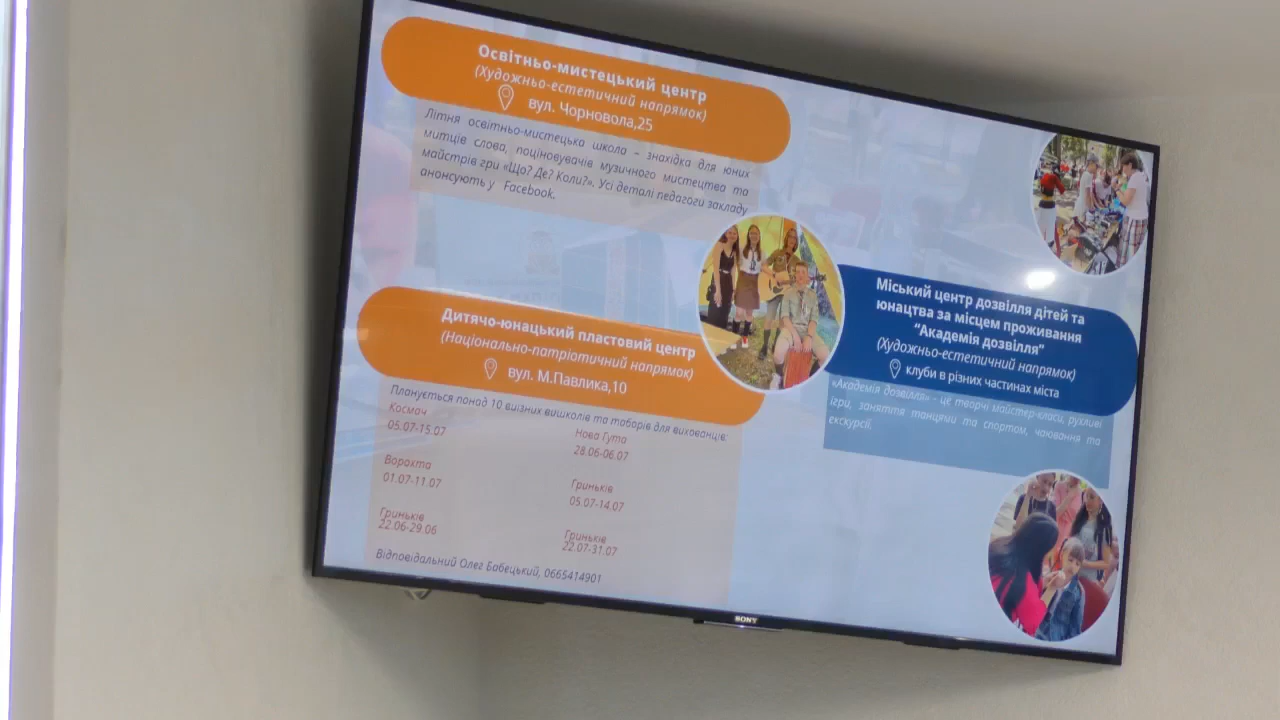 Освітньо-мистецький центр
(Художньо-естетичний напрямок)
вул. Чорновола,25
Літня освітньо-мистецька школа – знахідка для юних
митців слова, поціновувачів музичного мистецтва та
майстрів гри «Що? Де? Коли?». Усі деталі педагоги закладу
анонсують у Facebook.
Дитячо-юнацький пластовий центр
(Національно-патріотичний напрямок)
вул. М.Павлика,10
Планується понад 10 виїзних вишколів та таборів для вихованців:
Космач
05.07-15.07
Ворохта
01.07-11.07
Гриньків
22.06-29.06
Нова Гута
28.06-06.07
Гриньків
05.07-14.07
Гриньків
22.07-31.07
Відповідальний Олег Бабецький, 0665414901
Міський центр дозвілля дітей та
юнацтва за місцем проживання
“Академія дозвілля”
(Художньо-естетичний напрямок)
клуби в різних частинах міста
«Академія дозвілля» - це творчі майстер-класи, рухливі
ігри, заняття танцями та спортом, чаювання та
екскурсії.
SONY